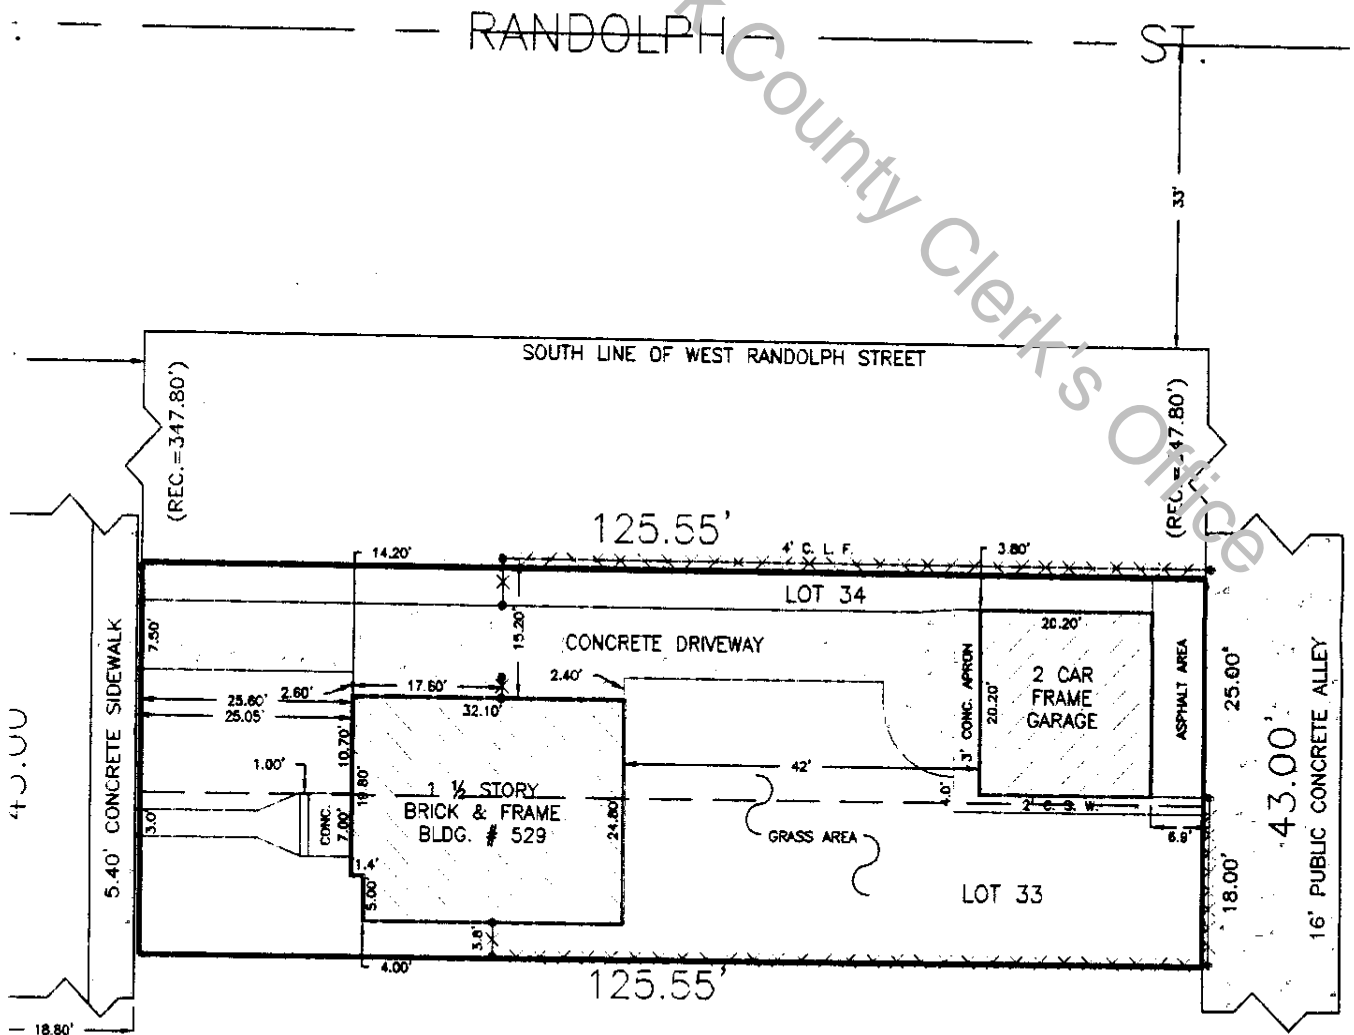 RANDOLPH ST.
k County Clerk's Office
33'
SOUTH LINE OF WEST RANDOLPH STREET
(REC.=347.80')
(REC.=347.80')
125.55'
14.20'
4' C. L. F.
3.80'
LOT 34
15.20'
CONCRETE DRIVEWAY
20.20'
7.50'
5.40' CONCRETE SIDEWALK
25.60'
2.60'
17.60'
2.40'
25.05'
32.10'
3' CONC. APRON
20.20'
2 CAR
FRAME
GARAGE
ASPHALT AREA
25.00'
43.00'
16' PUBLIC CONCRETE ALLEY
10.70'
1.00'
42'
19.80'
1 ½ STORY
BRICK & FRAME
BLDG. # 529
24.80'
4.0'
2' C. S. W.
3.0'
CONC.
7.00'
GRASS AREA
6.9'
1.4'
5.00'
LOT 33
18.00'
3.8'
4.00'
125.55'
18.80'